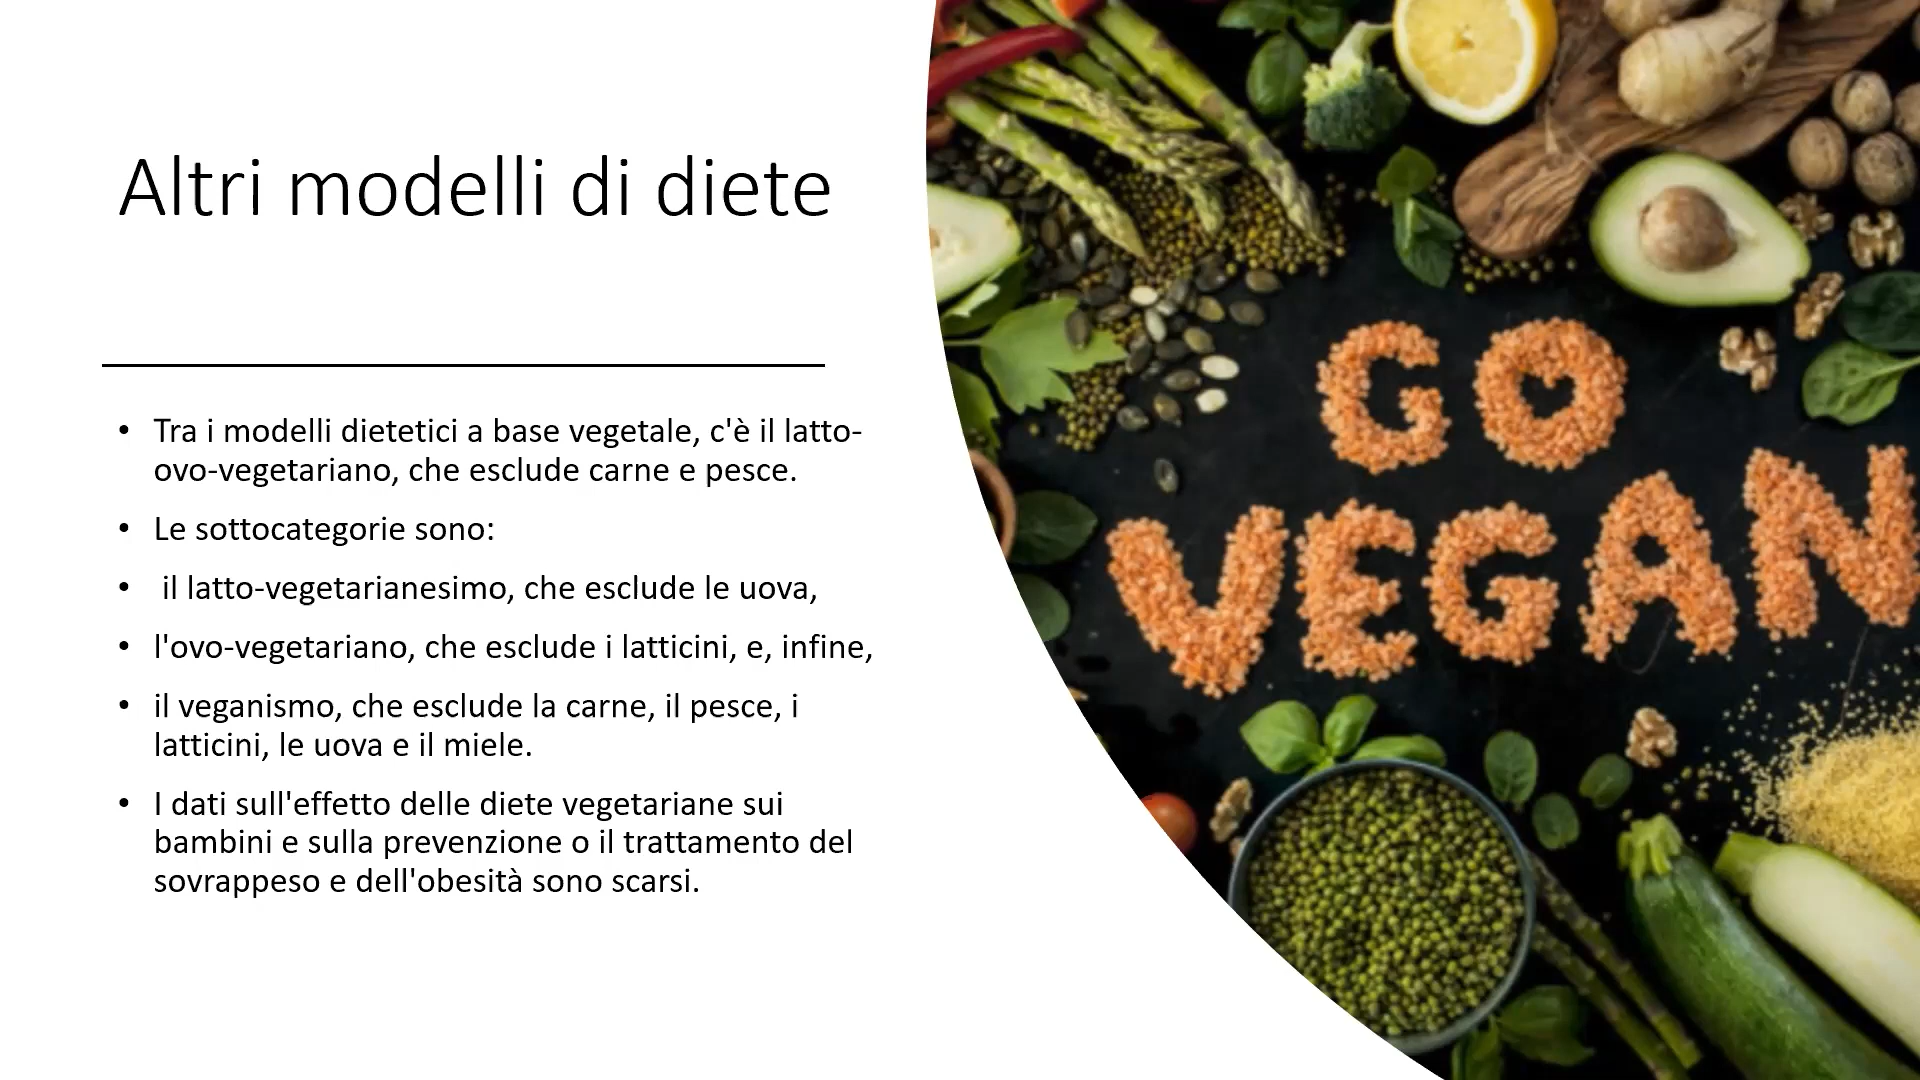 Altri modelli di diete
• Tra i modelli dietetici a base vegetale, c'è il latto-
ovo-vegetariano, che esclude carne e pesce.
• Le sottocategorie sono:
• il latto-vegetarianesimo, che esclude le uova,
• l'ovo-vegetariano, che esclude i latticini, e, infine,
• il veganismo, che esclude la carne, il pesce, i
latticini, le uova e il miele.
• I dati sull'effetto delle diete vegetariane sui
bambini e sulla prevenzione o il trattamento del
sovrappeso e dell'obesità sono scarsi.
GO
VEGAN